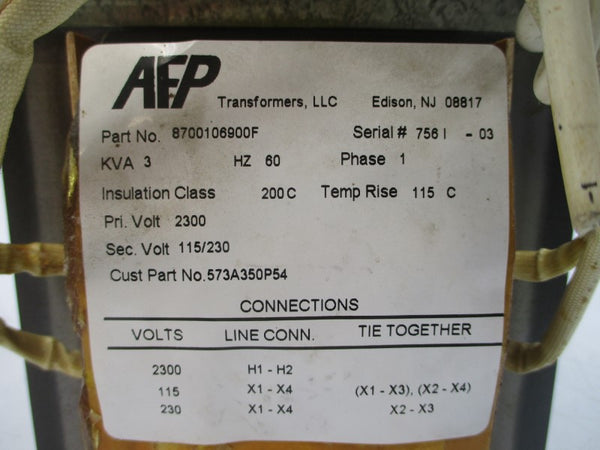 AFP Transformers, LLC Edison, NJ 08817
Part No. 8700106900F Serial # 756 I - 03
KVA 3 HZ 60 Phase 1
Insulation Class 200 C Temp Rise 115 C
Pri. Volt 2300
Sec. Volt 115/230
Cust Part No. 573A350P54
CONNECTIONS
VOLTS LINE CONN. TIE TOGETHER
2300 H1 - H2
115 X1 - X4 (X1 - X3), (X2 - X4)
230 X1 - X4 X2 - X3